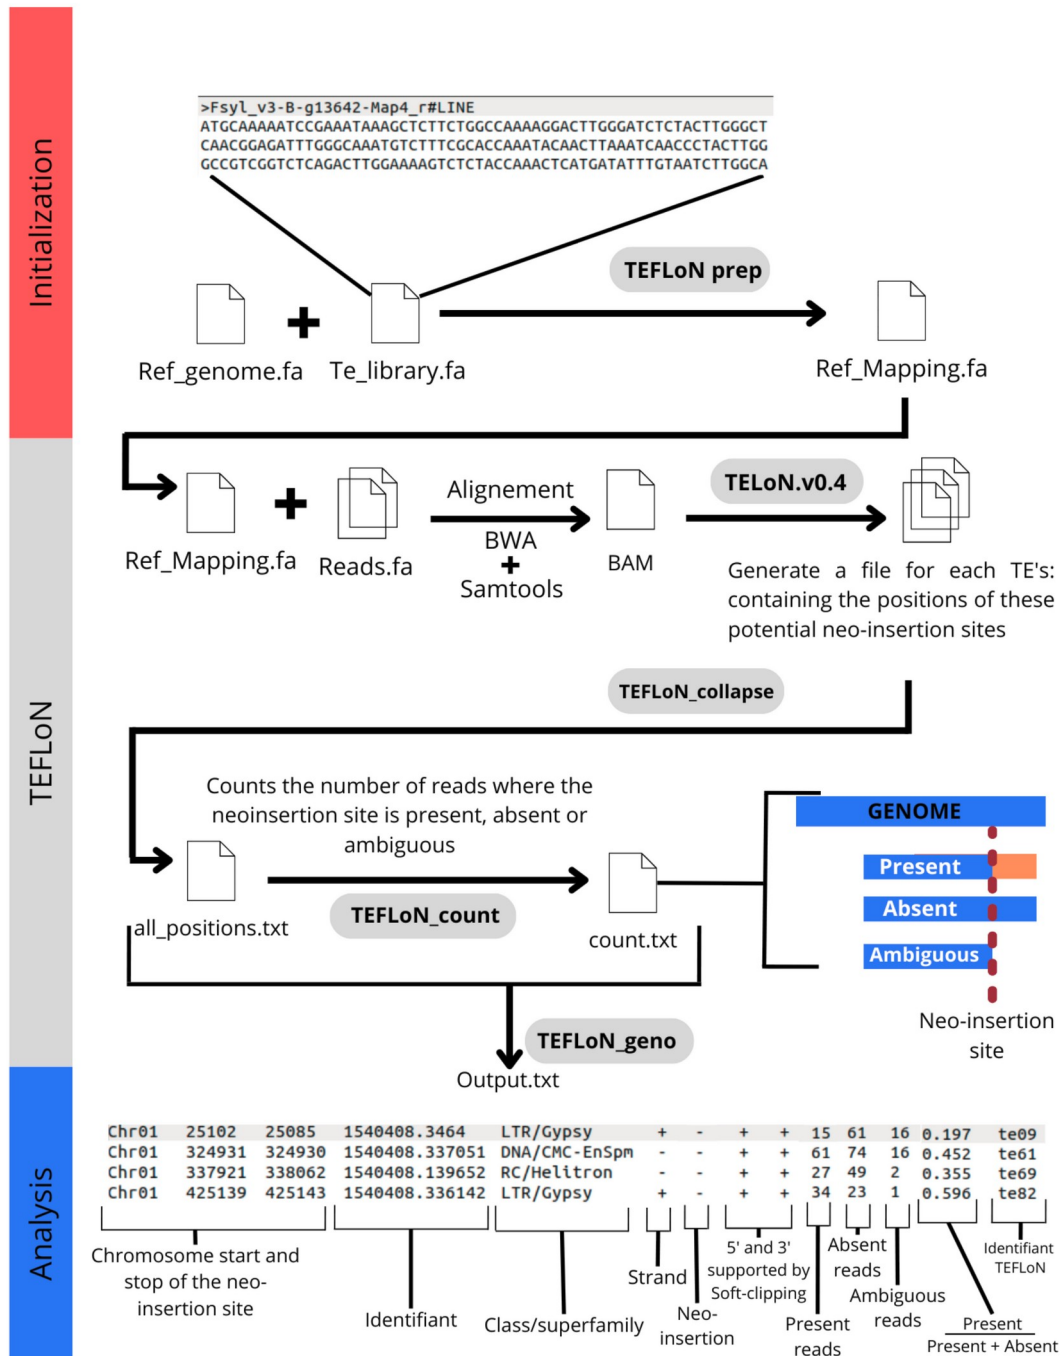 Initialization
>Fsyl_v3-B-g13642-Map4_r#LINE
ATGCAAAAATCCGAAATAAAGCTCTTCTGGCCAAAAGGACTTGGGATCTCTACTTGGGCT
CAACGGAGATTTGGGCAAATGTCTTTCGCACCAAATACAACTTAAATCAACCCTACTTGG
GCCGTCGGTCTCAGACTTGGAAAAGTCTCTACCAAACTCATGATATTTGTAATCTTGGCA
TEFLoN prep
Ref_genome.fa
Te_library.fa
Ref_Mapping.fa
TEFLoN
Ref_Mapping.fa
Reads.fa
Alignement
BWA
+
Samtools
BAM
TELoN.v0.4
Generate a file for each TE's:
containing the positions of these
potential neo-insertion sites
TEFLoN_collapse
Counts the number of reads where the
neoinsertion site is present, absent or
ambiguous
all_positions.txt
TEFLoN_count
count.txt
GENOME
Present
Absent
Ambiguous
Neo-insertion
site
TEFLoN_geno
Output.txt
Analysis
Chr01 25102 25085 1540408.3464 LTR/Gypsy + - + + 15 61 16 0.197 te09
Chr01 324931 324930 1540408.337051 DNA/CMC-EnSpm - - + + 61 74 16 0.452 te61
Chr01 337921 338062 1540408.139652 RC/Helitron - - + + 27 49 2 0.355 te69
Chr01 425139 425143 1540408.336142 LTR/Gypsy + - + + 34 23 1 0.596 te82
Chromosome start and
stop of the neo-
insertion site
Identifiant
Class/superfamily
Strand
Neo-
insertion
5' and 3'
supported by
Soft-clipping
Present
reads
Absent
reads
Ambiguous
reads
Present
Present + Absent
Identifiant
TEFLoN